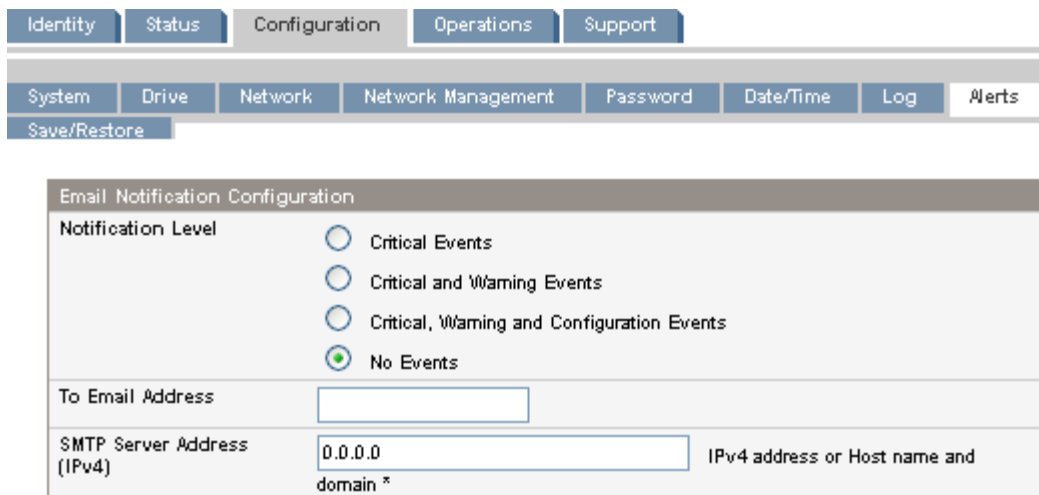 Identity Status Configuration Operations Support
System Drive Network Network Management Password Date/Time Log Alerts
Save/Restore
Email Notification Configuration
Notification Level
Critical Events
Critical and Warning Events
Critical, Warning and Configuration Events
No Events
To Email Address
SMTP Server Address
(IPv4)
0.0.0.0
IPv4 address or Host name and
domain *